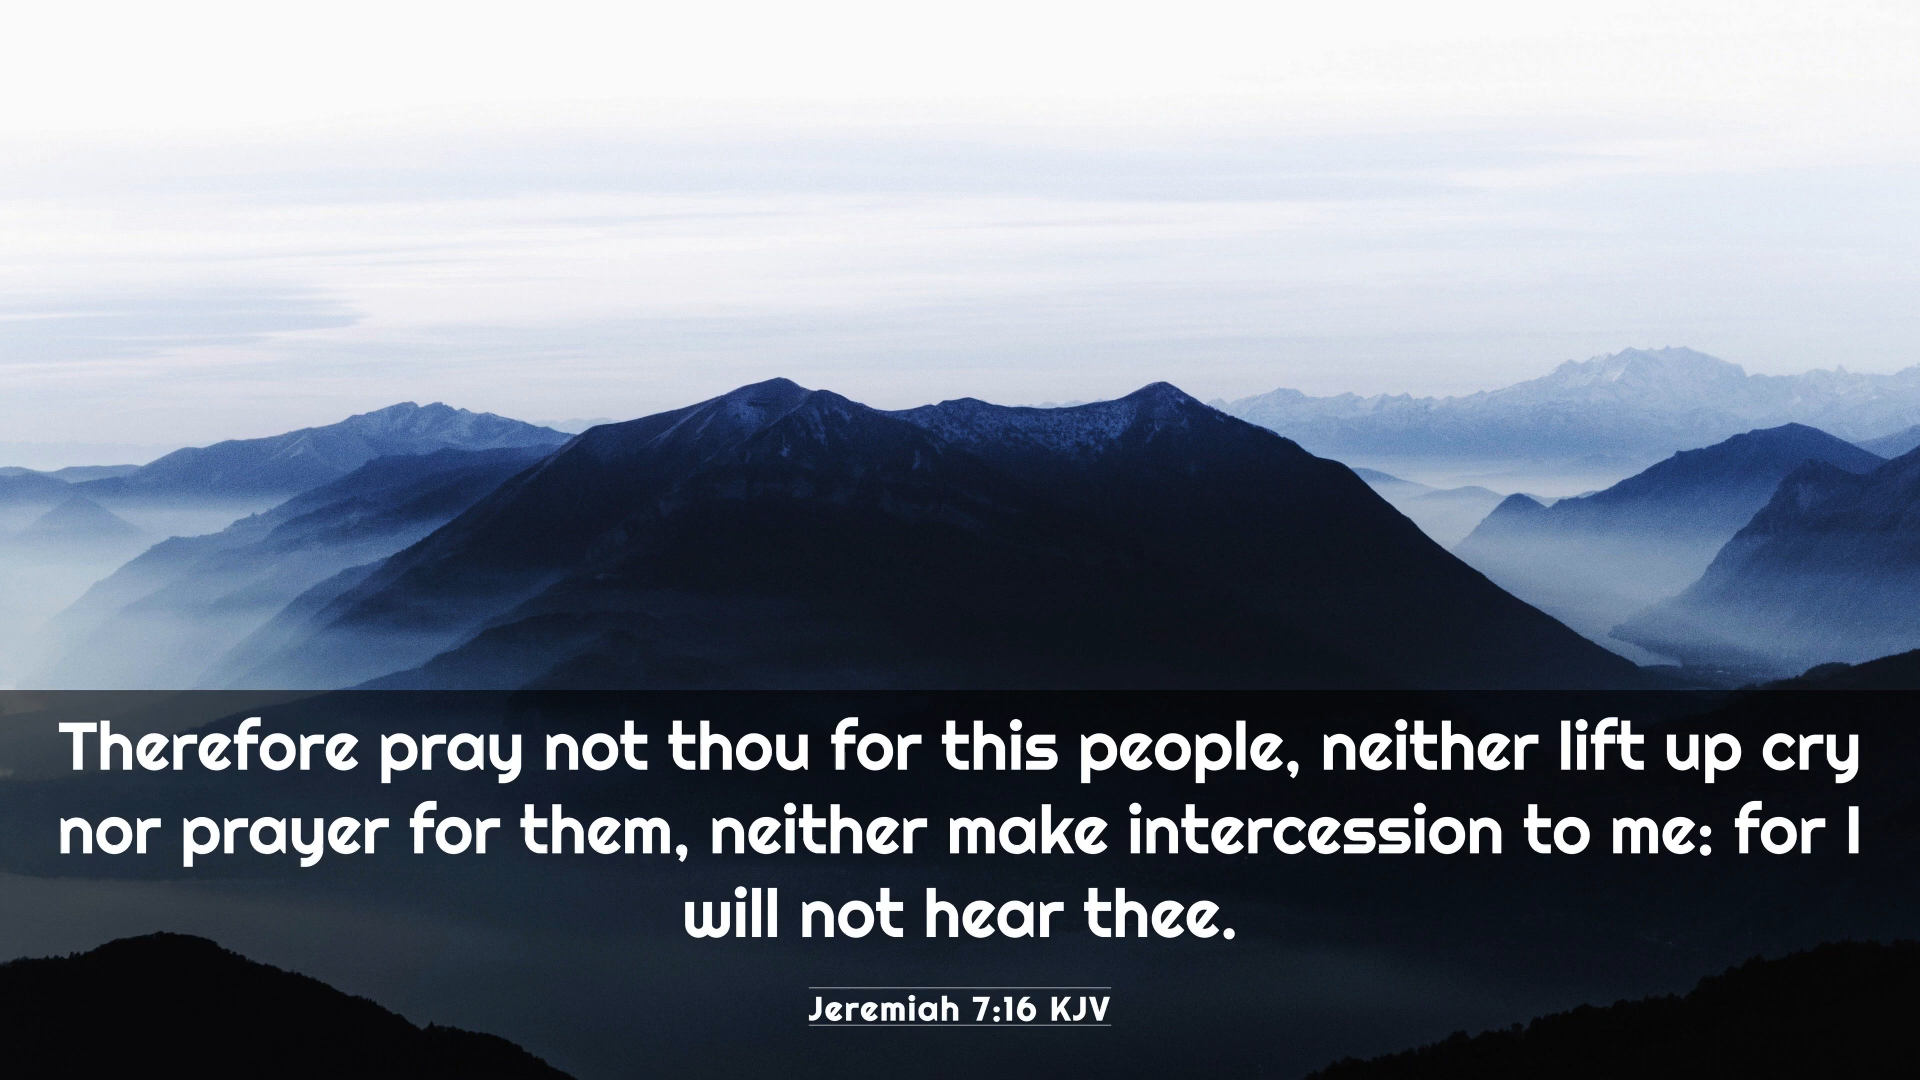 Therefore pray not thou for this people, neither lift up cry
nor prayer for them, neither make intercession to me: for I
will not hear thee.
Jeremiah 7:16 KJV